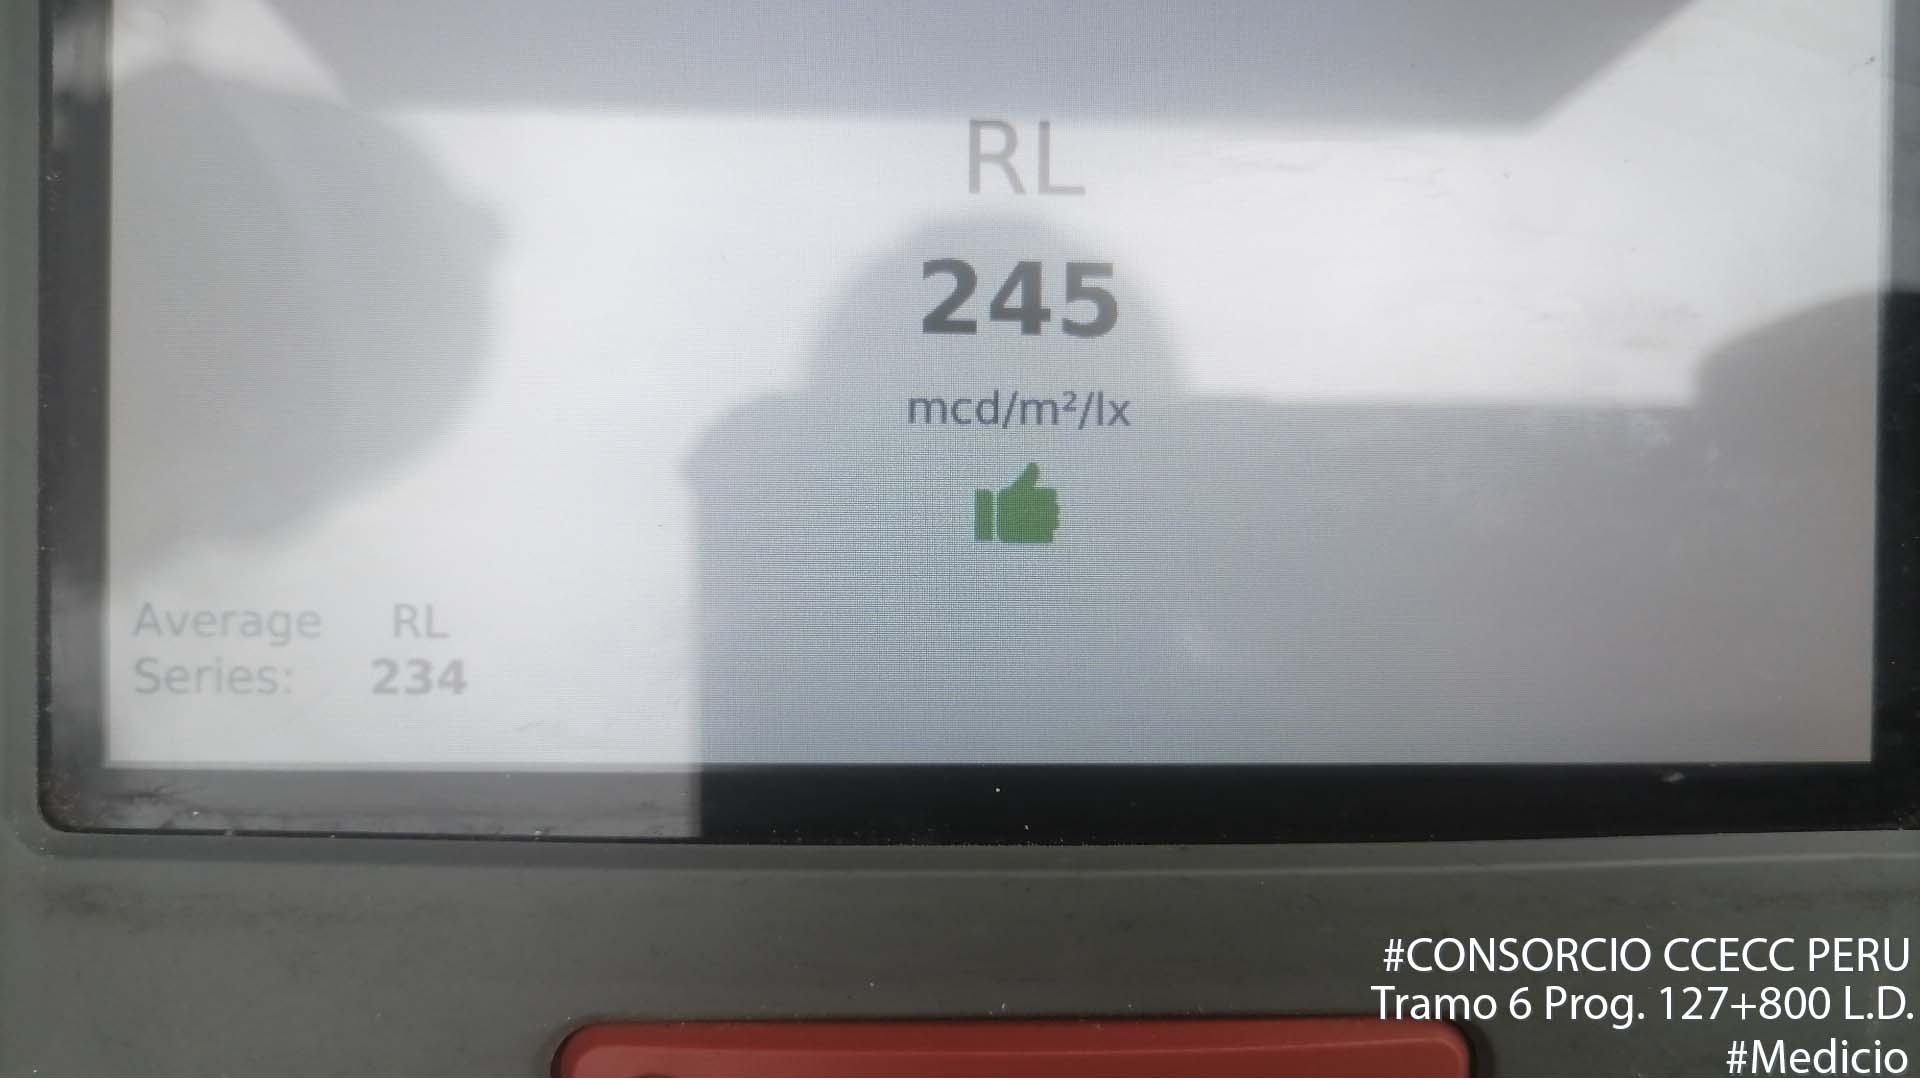 RL
245
mcd/m²/lx
Average RL
Series: 234
#CONSORCIO CCECC PERU
Tramo 6 Prog. 127+800 L.D.
#Medicio